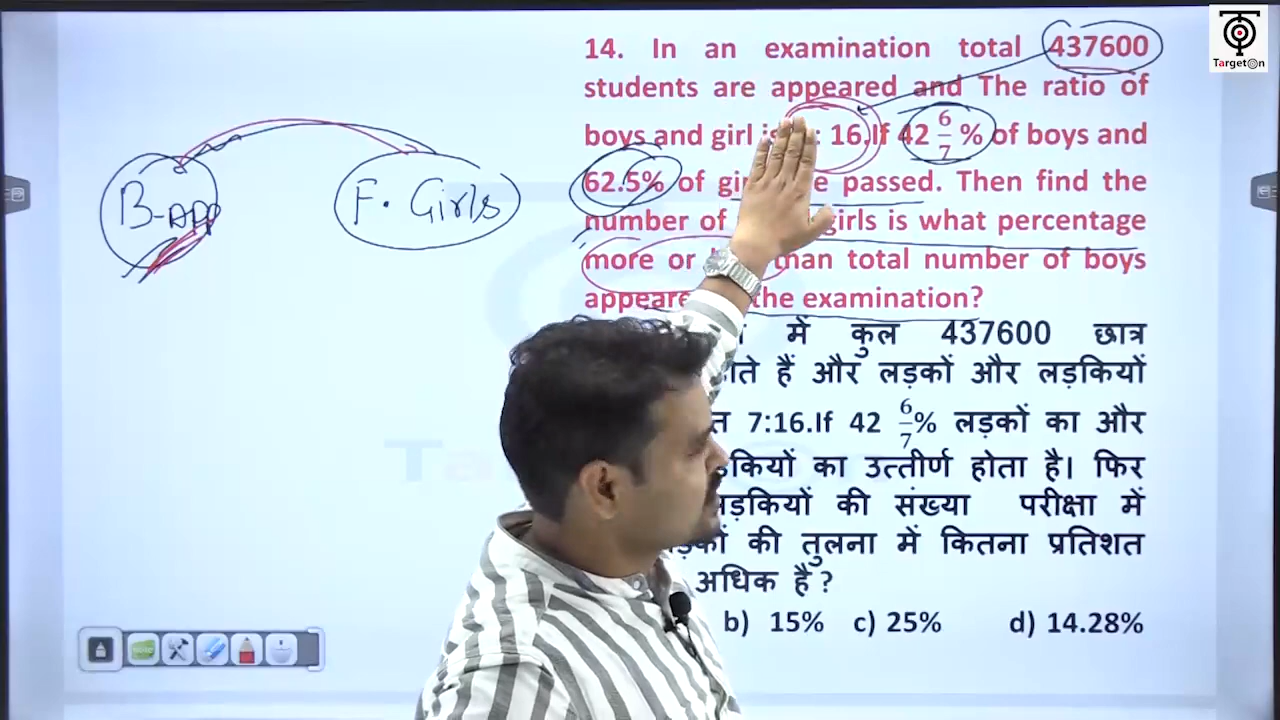 TargetOn
14. In an examination total 437600
students are appeared and The ratio of
boys and girl is : 16.If 42 6/7 % of boys and
62.5% of passed. Then find the
number of girls is what percentage
more or than total number of boys
the examination?
में कुल 437600 छात्र
हैं और लड़कों और लड़कियों
7:16.If 42 6/7% लड़कों का और
का उत्तीर्ण होता है। फिर
की संख्या परीक्षा में
की तुलना में कितना प्रतिशत
अधिक है ?
b) 15% c) 25% d) 14.28%
B-APP
F. Girls